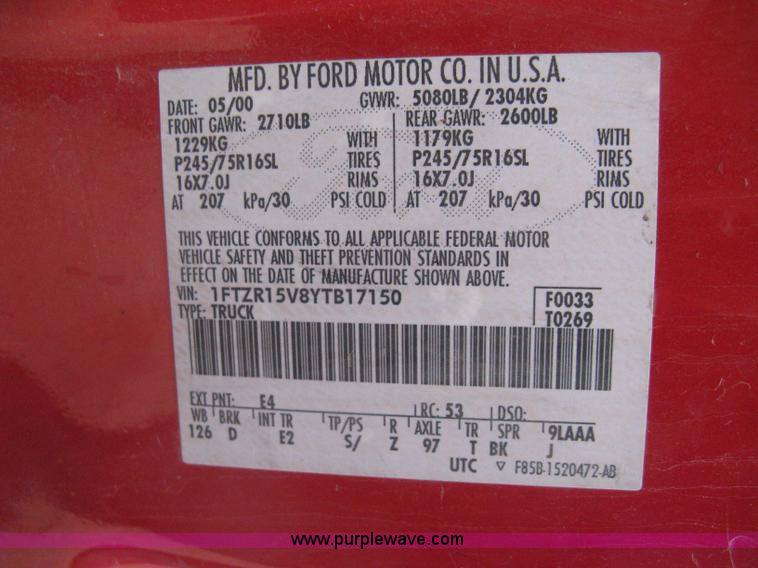 MFD. BY FORD MOTOR CO. IN U.S.A.
DATE: 05/00 GVWR: 5080LB/ 2304KG
FRONT GAWR: 2710LB REAR GAWR: 2600LB
1229KG WITH 1179KG WITH
P245/75R16SL TIRES P245/75R16SL TIRES
16X7.0J RIMS 16X7.0J RIMS
AT 207 kPa/30 PSI COLD AT 207 kPa/30 PSI COLD
THIS VEHICLE CONFORMS TO ALL APPLICABLE FEDERAL MOTOR
VEHICLE SAFETY AND THEFT PREVENTION STANDARDS IN
EFFECT ON THE DATE OF MANUFACTURE SHOWN ABOVE.
VIN: 1FTZR15V8YTB17150 F0033
TYPE: TRUCK T0269
EXT PNT: E4 RC: 53 DSO:
WB BRK INT TR TP/PS R AXLE TR SPR 9LAAA
126 D E2 S/ Z 97 T BK J
UTC ▽ F85B-1520472-AB
www.purplewave.com